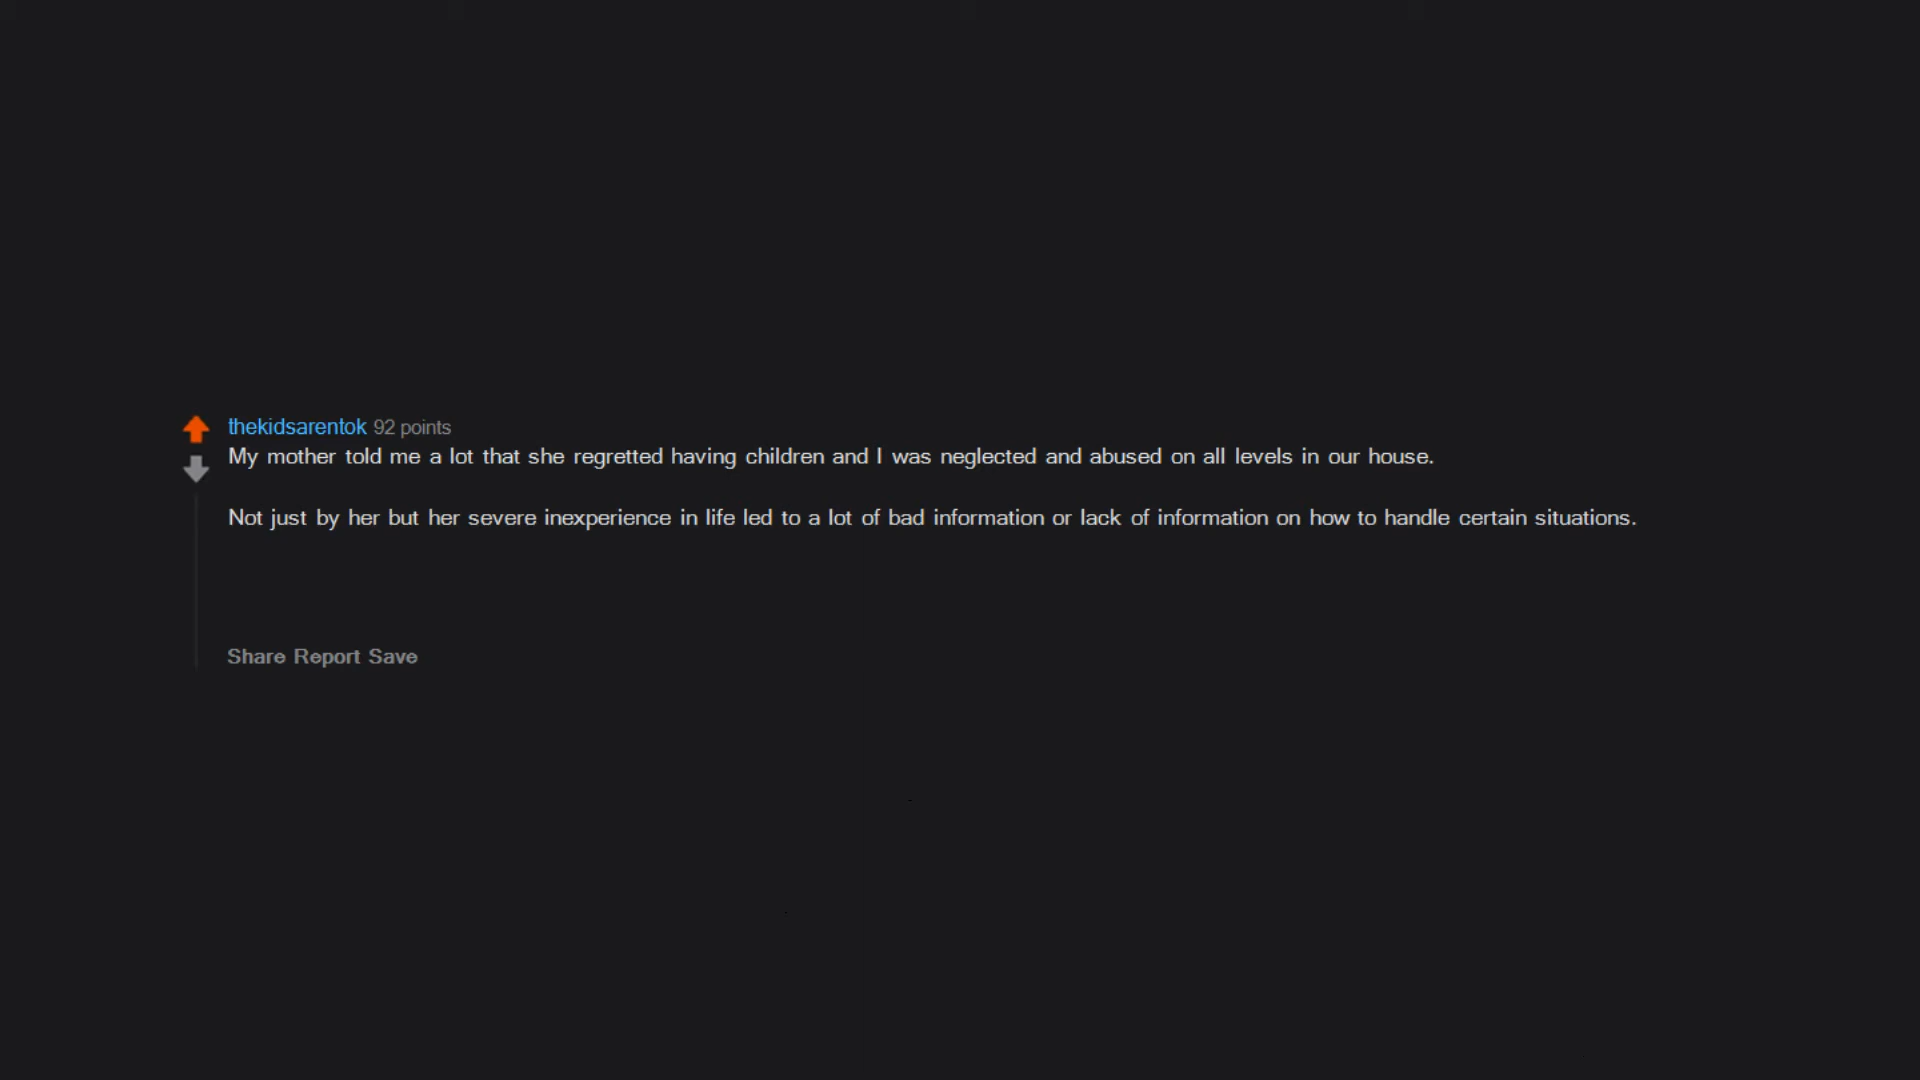 thekidsarentok 92 points
My mother told me a lot that she regretted having children and I was neglected and abused on all levels in our house.
Not just by her but her severe inexperience in life led to a lot of bad information or lack of information on how to handle certain situations.
Share Report Save